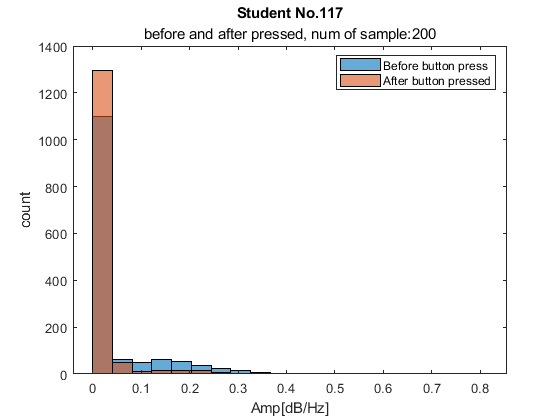 Student No.117
before and after pressed, num of sample:200
1400
1200
1000
800
600
400
200
0
count
Before button press
After button pressed
0 0.1 0.2 0.3 0.4 0.5 0.6 0.7 0.8
Amp[dB/Hz]